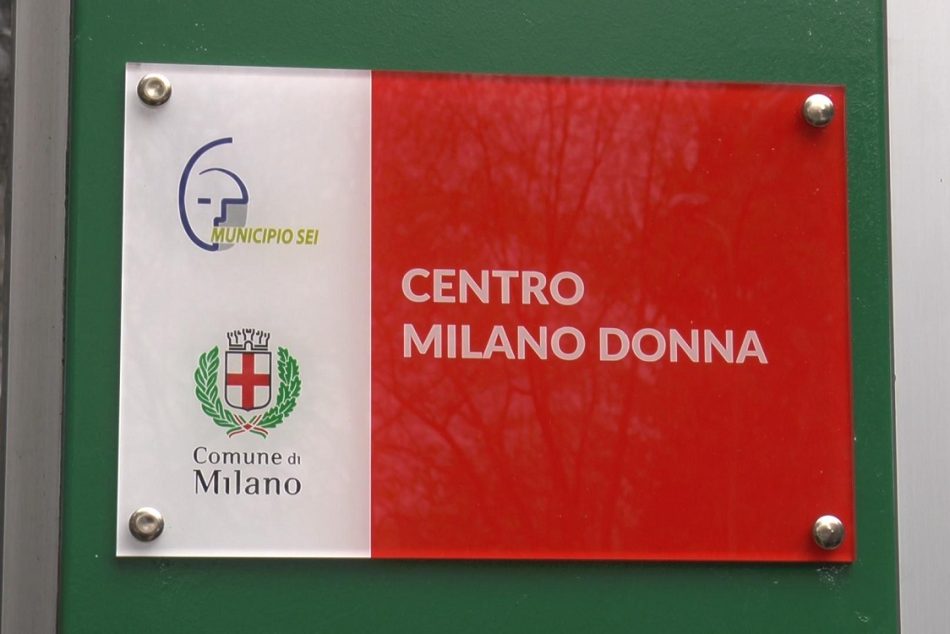 MUNICIPIO SEI
Comune di
Milano
CENTRO
MILANO DONNA